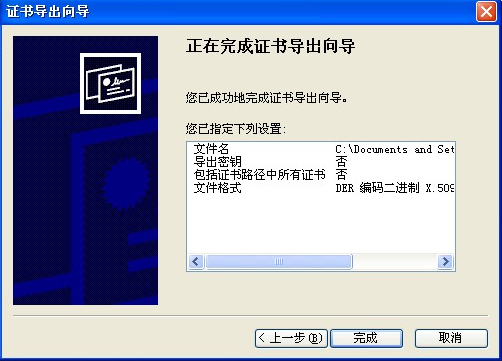 证书导出向导
正在完成证书导出向导
您已成功地完成证书导出向导。
您已指定下列设置:
文件名 C:\Documents and Set
导出密钥 否
包括证书路径中所有证书 否
文件格式 DER 编码二进制 X.509
< 上一步(B) 完成 取消